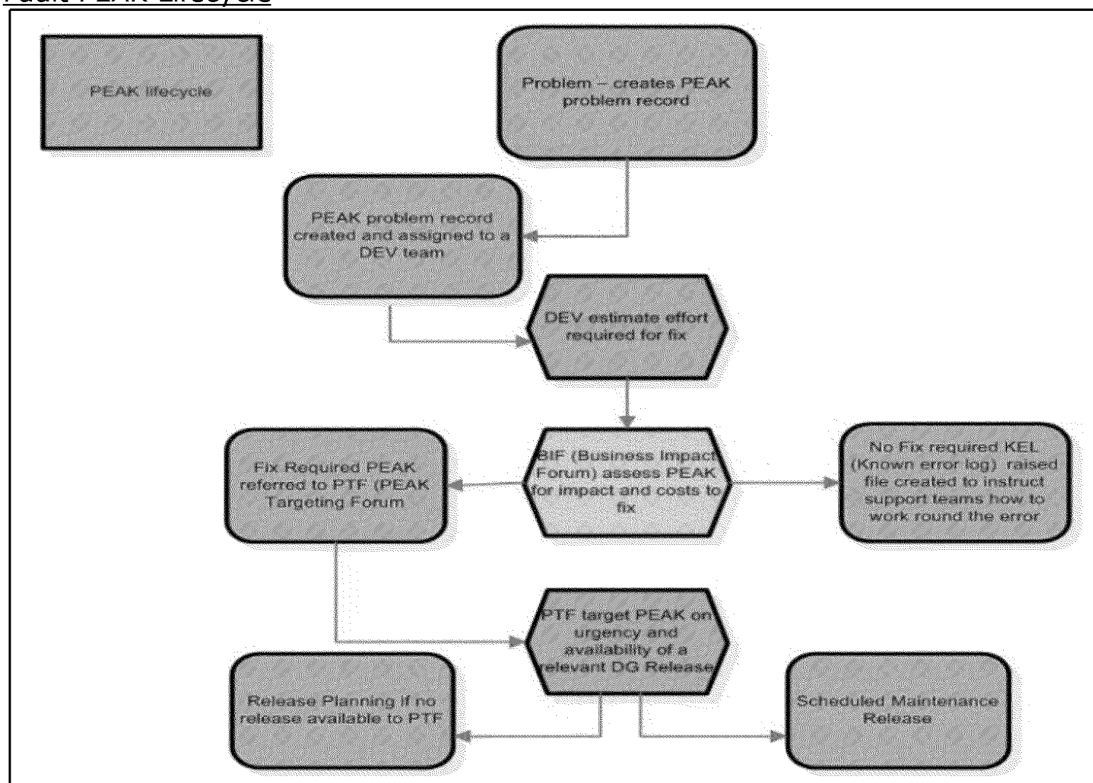 Fault PEAK Lifecycle
PEAK lifecycle
Problem – creates PEAK
problem record
PEAK problem record
created and assigned to a
DEV team
DEV estimate effort
required for fix
BIF (Business Impact
Forum) assess PEAK
for impact and costs to
fix
Fix Required PEAK
referred to PTF (PEAK
Targeting Forum
No Fix required KEL
(Known error log) raised
file created to instruct
support teams how to
work round the error
PTF target PEAK on
urgency and
availability of a
relevant DG Release
Release Planning if no
release available to PTF
Scheduled Maintenance
Release